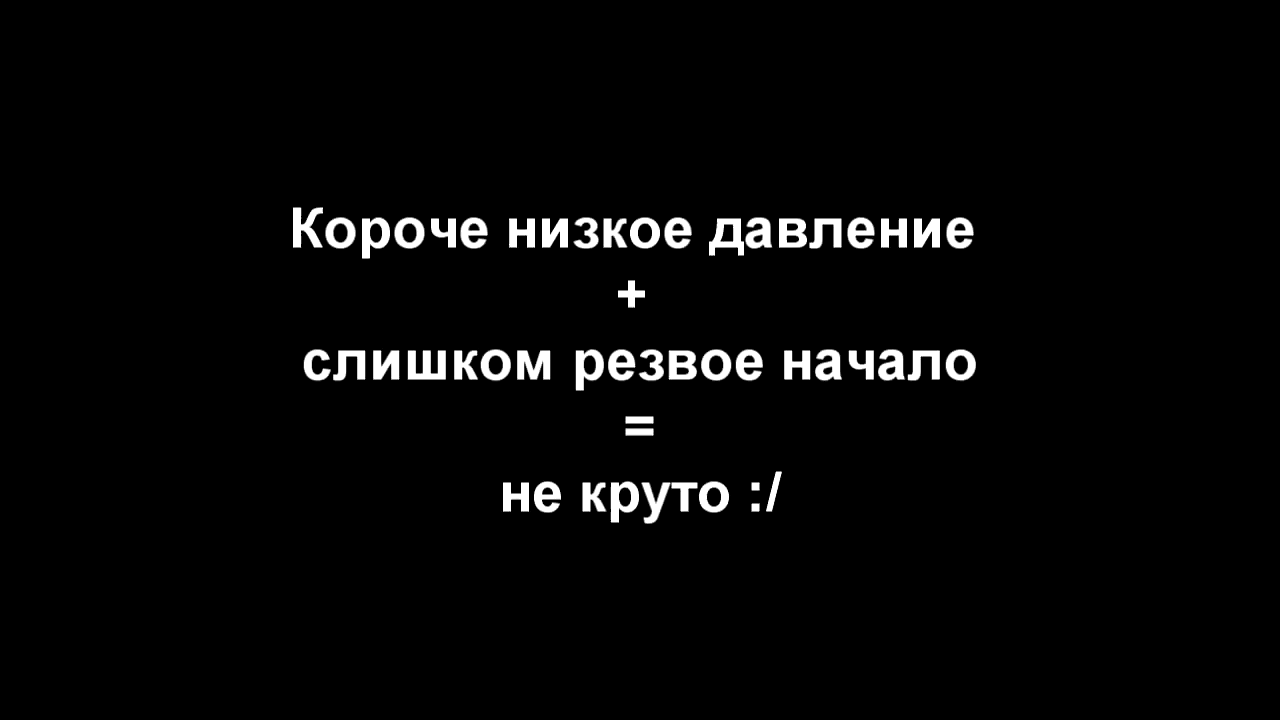 Короче низкое давление
+
слишком резвое начало
=
не круто :/